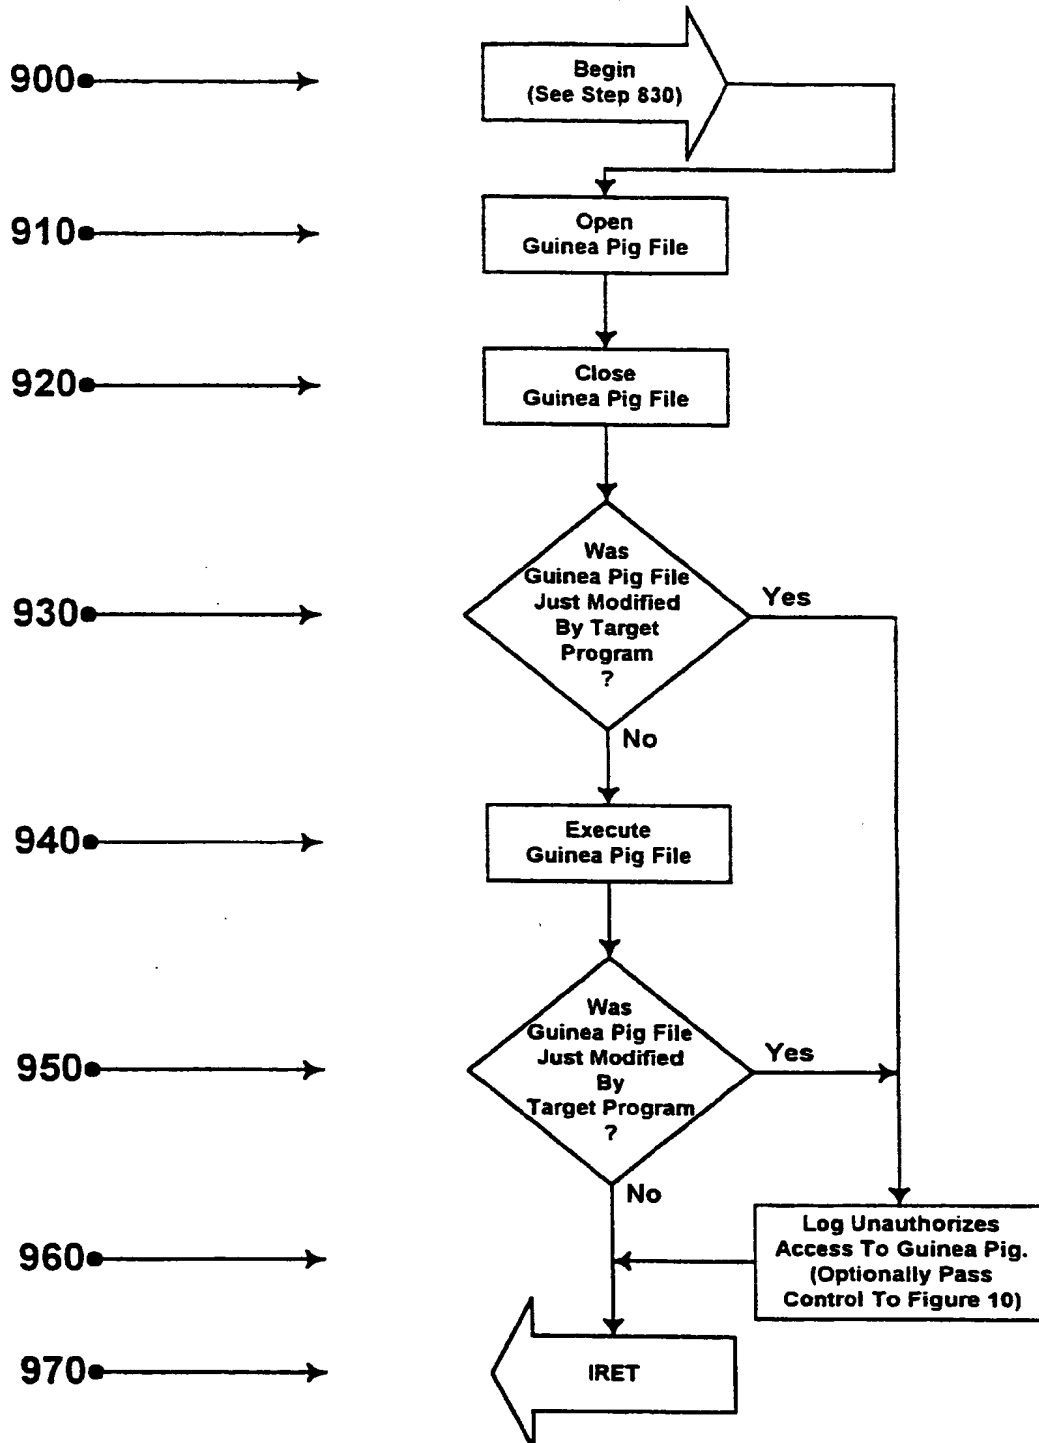 900
Begin
(See Step 830)
910
Open
Guinea Pig File
920
Close
Guinea Pig File
930
Was
Guinea Pig File
Just Modified
By Target
Program
?
Yes
No
940
Execute
Guinea Pig File
950
Was
Guinea Pig File
Just Modified
By
Target Program
?
Yes
No
960
Log Unauthorizes
Access To Guinea Pig.
(Optionally Pass
Control To Figure 10)
970
IRET